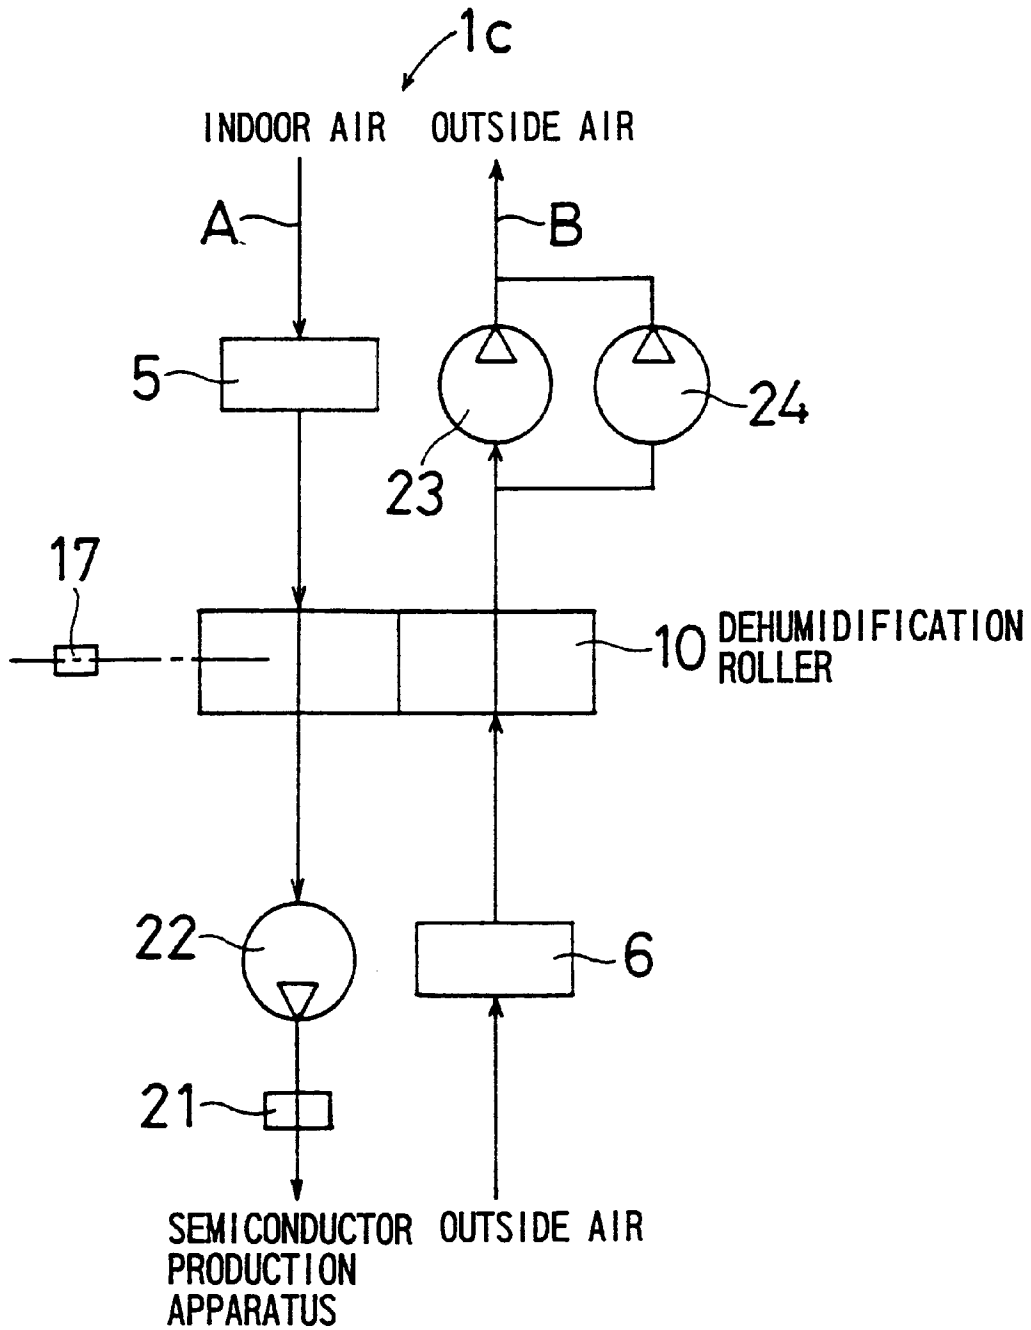 1c
INDOOR AIR OUTSIDE AIR
A
B
5
24
23
17
10
DEHUMIDIFICATION
ROLLER
22
6
21
SEMICONDUCTOR
PRODUCTION
APPARATUS
OUTSIDE AIR